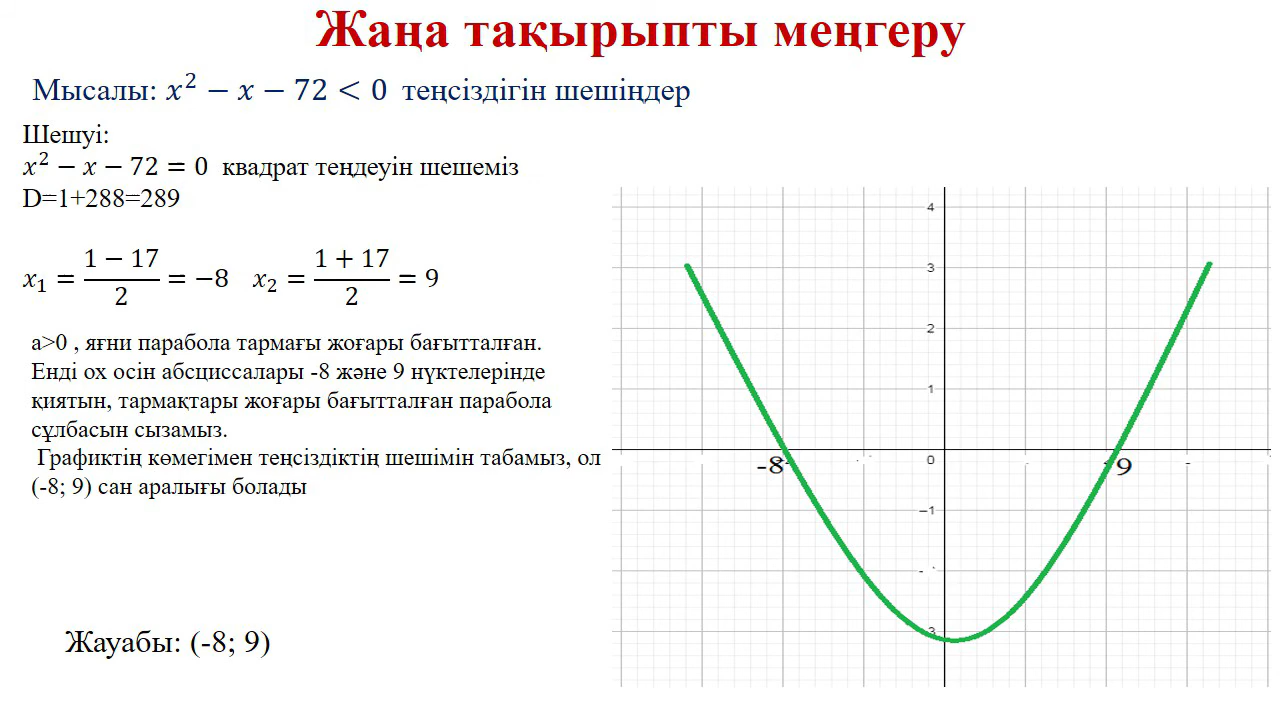 Жаңа тақырыпты меңгеру
Мысалы: 𝑥² − 𝑥 − 72 < 0 теңсіздігін шешіңдер
Шешуі:
𝑥² − 𝑥 − 72 = 0 квадрат теңдеуін шешеміз
D=1+288=289
𝑥₁ = (1 − 17)/2 = −8 𝑥₂ = (1 + 17)/2 = 9
a>0 , яғни парабола тармағы жоғары бағытталған.
Енді ох осін абсциссалары -8 және 9 нүктелерінде
қиятын, тармақтары жоғары бағытталған парабола
сұлбасын сызамыз.
Графиктің көмегімен теңсіздіктің шешімін табамыз, ол
(-8; 9) сан аралығы болады
Жауабы: (-8; 9)
4
3
2
1
-8 0 9
−1
3